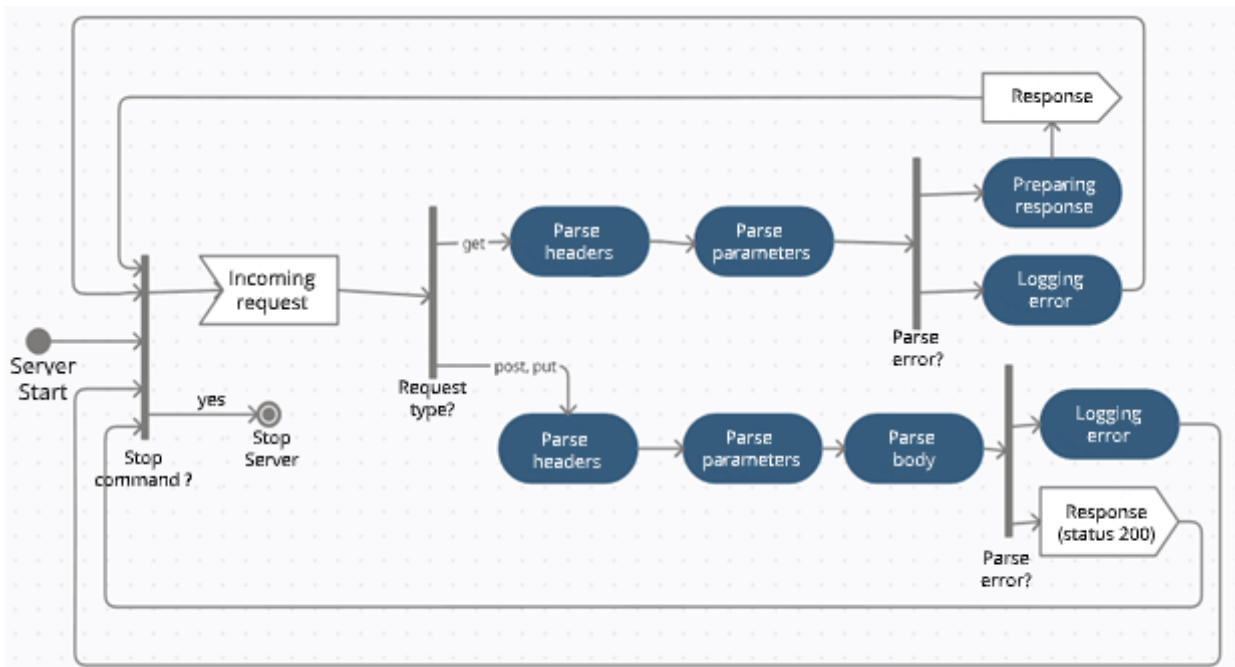 Response
Preparing
response
Parse
headers
Parse
parameters
get
Incoming
request
Logging
error
Parse
error?
Server
Start
yes
Stop
Server
Stop
command ?
Request
type?
post, put
Parse
headers
Parse
parameters
Parse
body
Logging
error
Response
(status 200)
Parse
error?